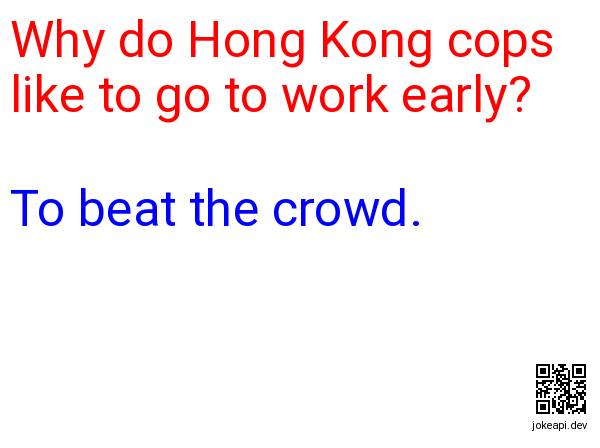 Why do Hong Kong cops
like to go to work early?
To beat the crowd.
jokeapi.dev